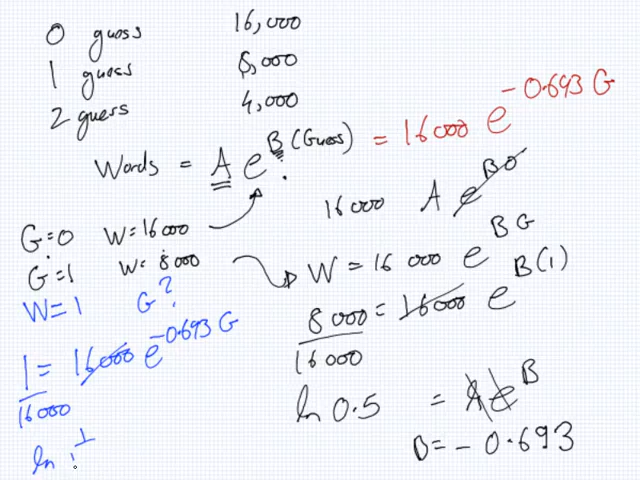 0 guess 16,000
1 guess 8,000
2 guess 4,000
Words = A e^B(Guess) = 16000 e^-0.693 G
16000 A e^B0
G=0 W=16000
G=1 W=8000
W = 16 000 e^BG
8000 = 16000 e^B(1)
16000
ln 0.5 = A e^B
B = -0.693
W=1 G?
1 = 16000 e^-0.693 G
16000
ln 1